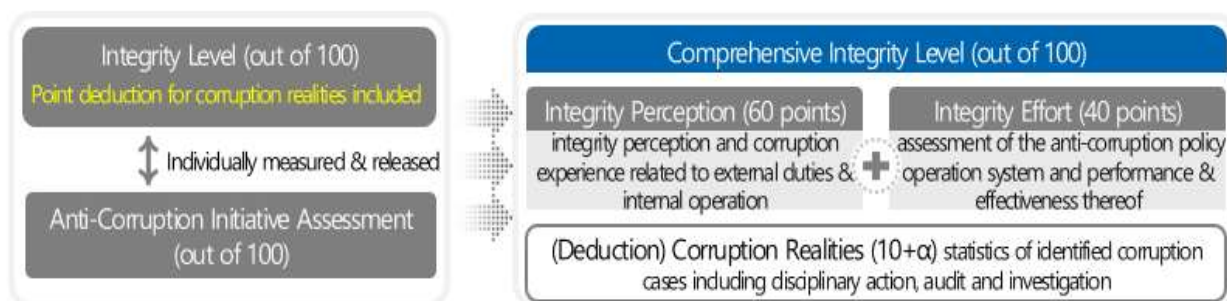 Integrity Level (out of 100)
Point deduction for corruption realities included
Individually measured & released
Anti-Corruption Initiative Assessment
(out of 100)
Comprehensive Integrity Level (out of 100)
Integrity Perception (60 points)
integrity perception and corruption
experience related to external duties &
internal operation
Integrity Effort (40 points)
assessment of the anti-corruption policy
operation system and performance &
effectiveness thereof
(Deduction) Corruption Realities (10+α) statistics of identified corruption
cases including disciplinary action, audit and investigation